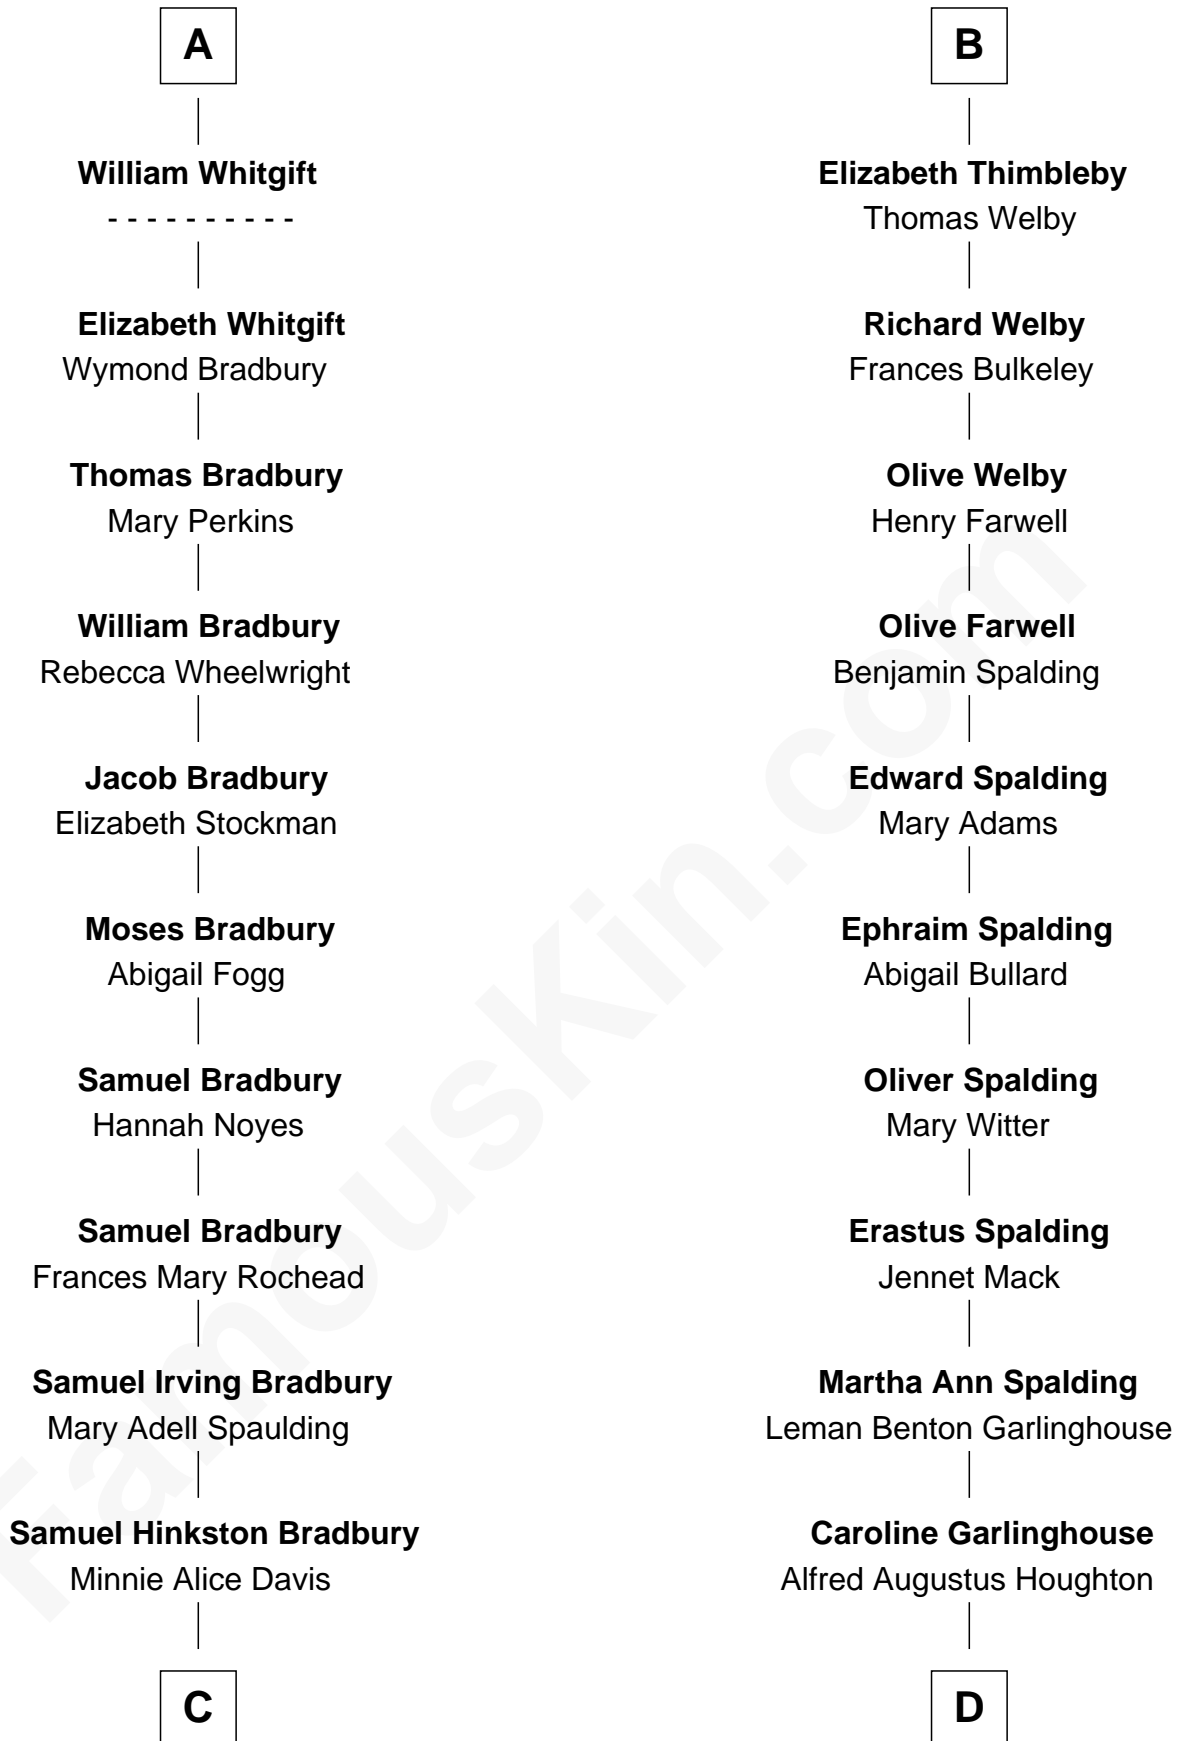 A
William Whitgift
- - - - - - - - - -
Elizabeth Whitgift
Wymond Bradbury
Thomas Bradbury
Mary Perkins
William Bradbury
Rebecca Wheelwright
Jacob Bradbury
Elizabeth Stockman
Moses Bradbury
Abigail Fogg
Samuel Bradbury
Hannah Noyes
Samuel Bradbury
Frances Mary Rochead
Samuel Irving Bradbury
Mary Adell Spaulding
Samuel Hinkston Bradbury
Minnie Alice Davis
C
B
Elizabeth Thimbleby
Thomas Welby
Richard Welby
Frances Bulkeley
Olive Welby
Henry Farwell
Olive Farwell
Benjamin Spalding
Edward Spalding
Mary Adams
Ephraim Spalding
Abigail Bullard
Oliver Spalding
Mary Witter
Erastus Spalding
Jennet Mack
Martha Ann Spalding
Leman Benton Garlinghouse
Caroline Garlinghouse
Alfred Augustus Houghton
D
FamousKin.com